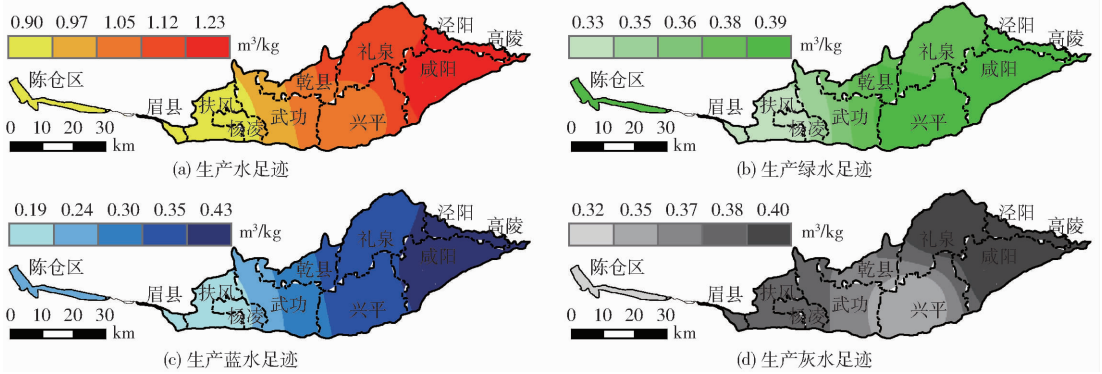 0.90 0.97 1.05 1.12 1.23
m³/kg
泾阳
高陵
礼泉
咸阳
乾县
陈仓区
眉县
扶风
武功
杨凌
兴平
0 10 20 30
km
(a) 生产水足迹
0.33 0.35 0.36 0.38 0.39
m³/kg
泾阳
高陵
礼泉
咸阳
乾县
陈仓区
眉县
扶风
武功
杨凌
兴平
0 10 20 30
km
(b) 生产绿水足迹
0.19 0.24 0.30 0.35 0.43
m³/kg
泾阳
高陵
礼泉
咸阳
乾县
陈仓区
眉县
扶风
武功
杨凌
兴平
0 10 20 30
km
(c) 生产蓝水足迹
0.32 0.35 0.37 0.38 0.40
m³/kg
泾阳
高陵
礼泉
咸阳
乾县
陈仓区
眉县
扶风
武功
杨凌
兴平
0 10 20 30
km
(d) 生产灰水足迹